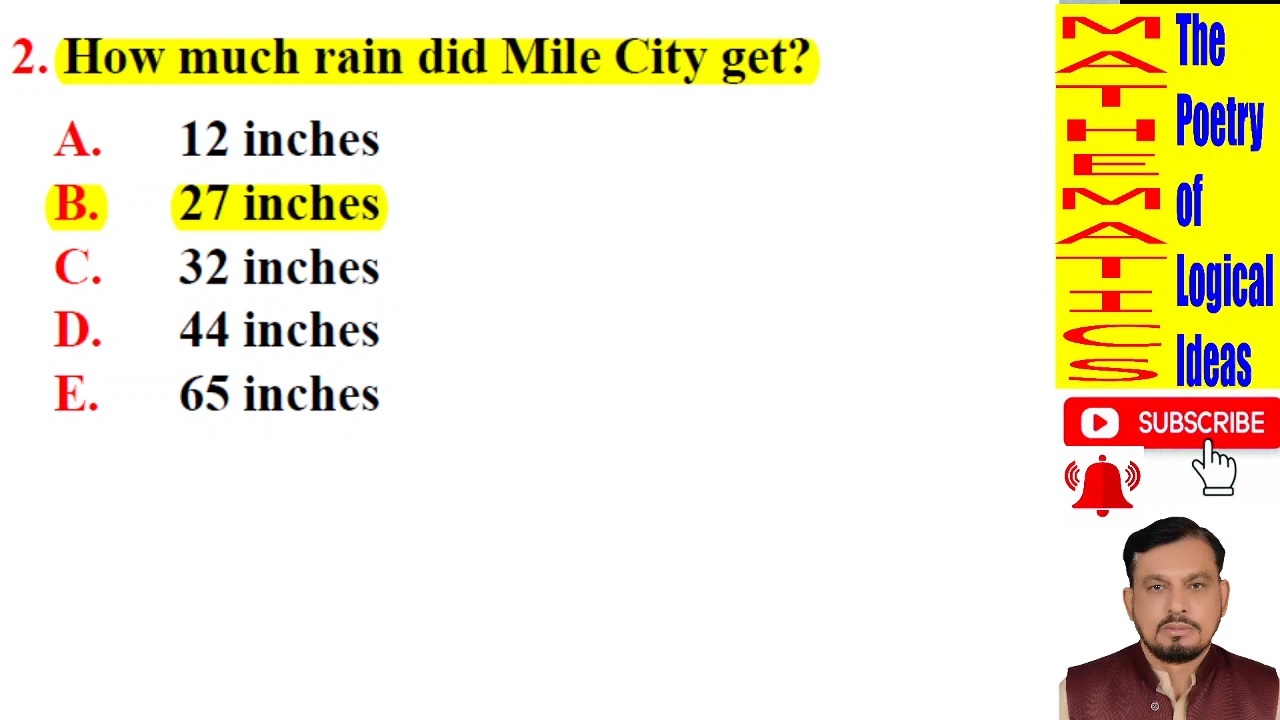 2. How much rain did Mile City get?
A. 12 inches
B. 27 inches
C. 32 inches
D. 44 inches
E. 65 inches
MATHEMATICS
The
Poetry
of
Logical
Ideas
SUBSCRIBE